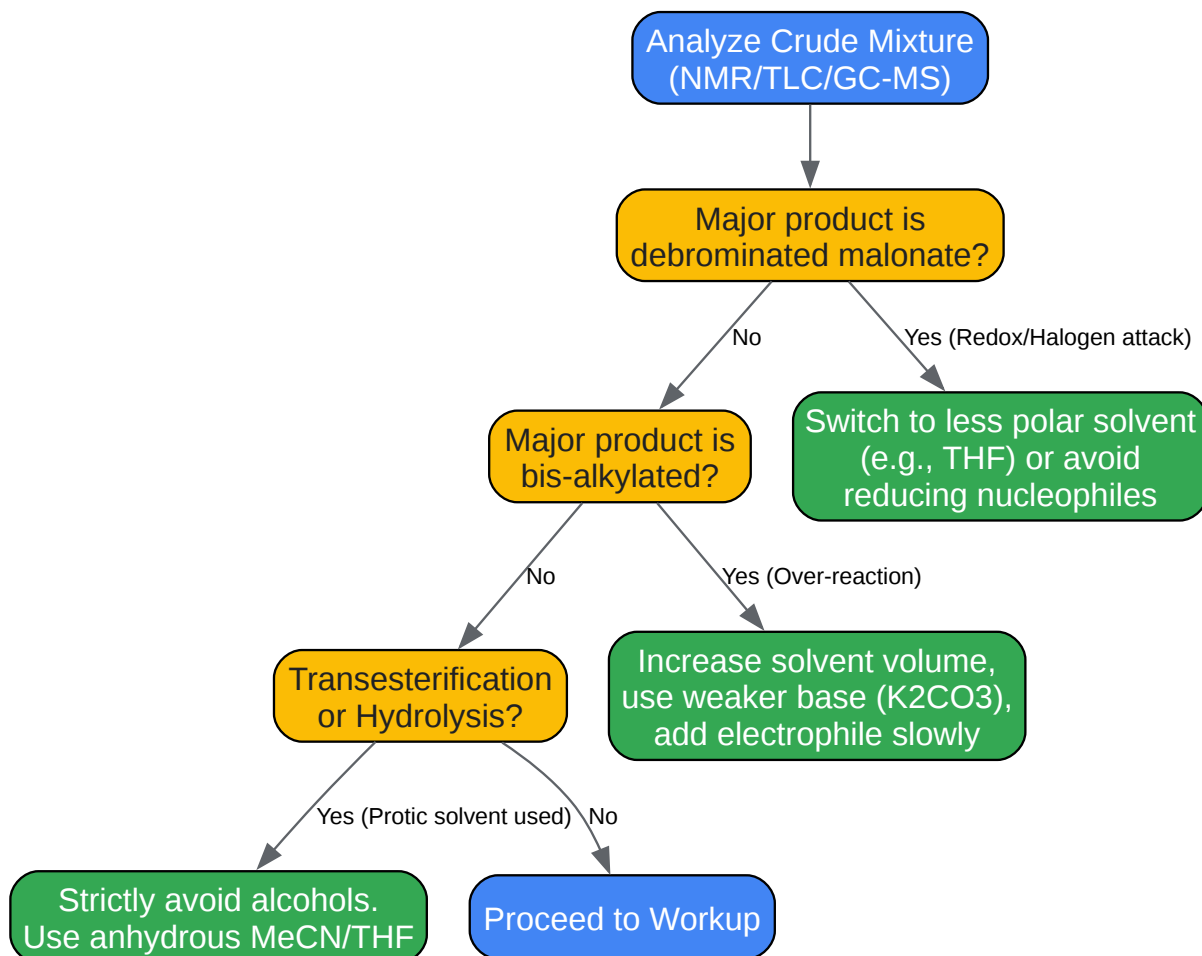 Analyze Crude Mixture
(NMR/TLC/GC-MS)
Major product is
debrominated malonate?
No
Yes (Redox/Halogen attack)
Major product is
bis-alkylated?
Switch to less polar solvent
(e.g., THF) or avoid
reducing nucleophiles
No
Yes (Over-reaction)
Transesterification
or Hydrolysis?
Increase solvent volume,
use weaker base (K2CO3),
add electrophile slowly
Yes (Protic solvent used)
No
Strictly avoid alcohols.
Use anhydrous MeCN/THF
Proceed to Workup